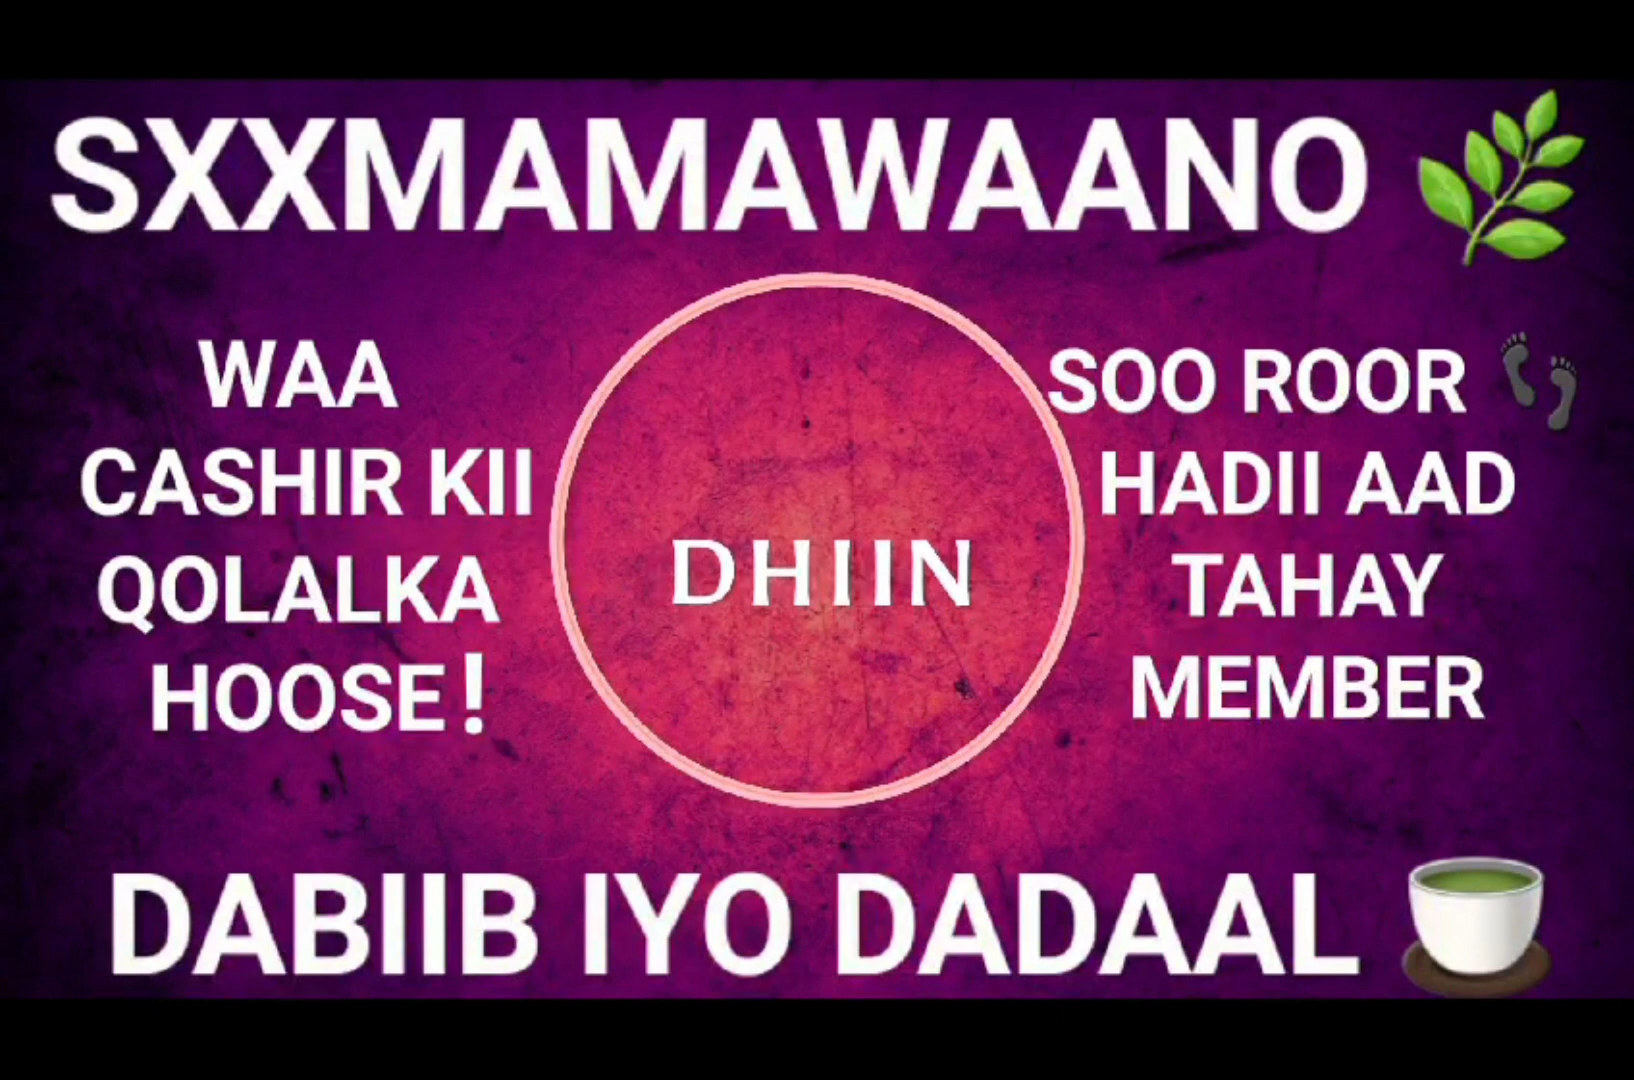 SXXMAMAWAANO
WAA
CASHIR KII
QOLALKA
HOOSE!
DHIIN
SOO ROOR
HADII AAD
TAHAY
MEMBER
DABIIB IYO DADAAL